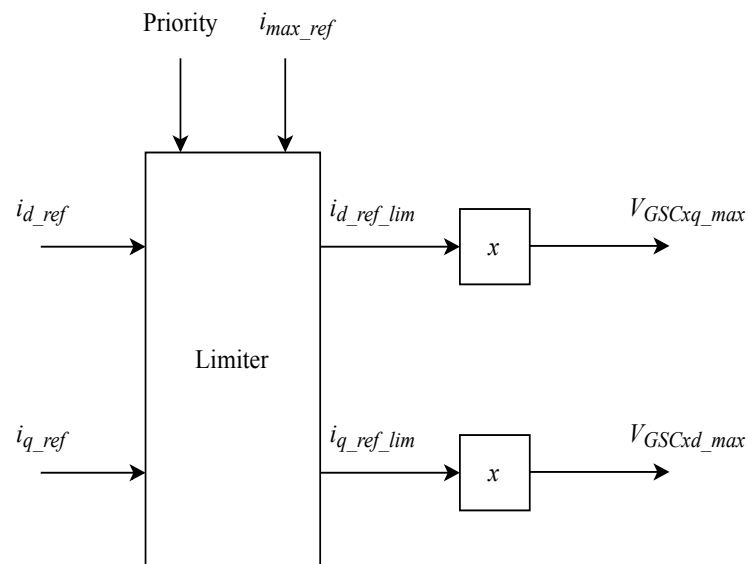 Priority
i_max_ref
i_d_ref
i_d_ref_lim
x
V_GSCxq_max
Limiter
i_q_ref
i_q_ref_lim
x
V_GSCxd_max